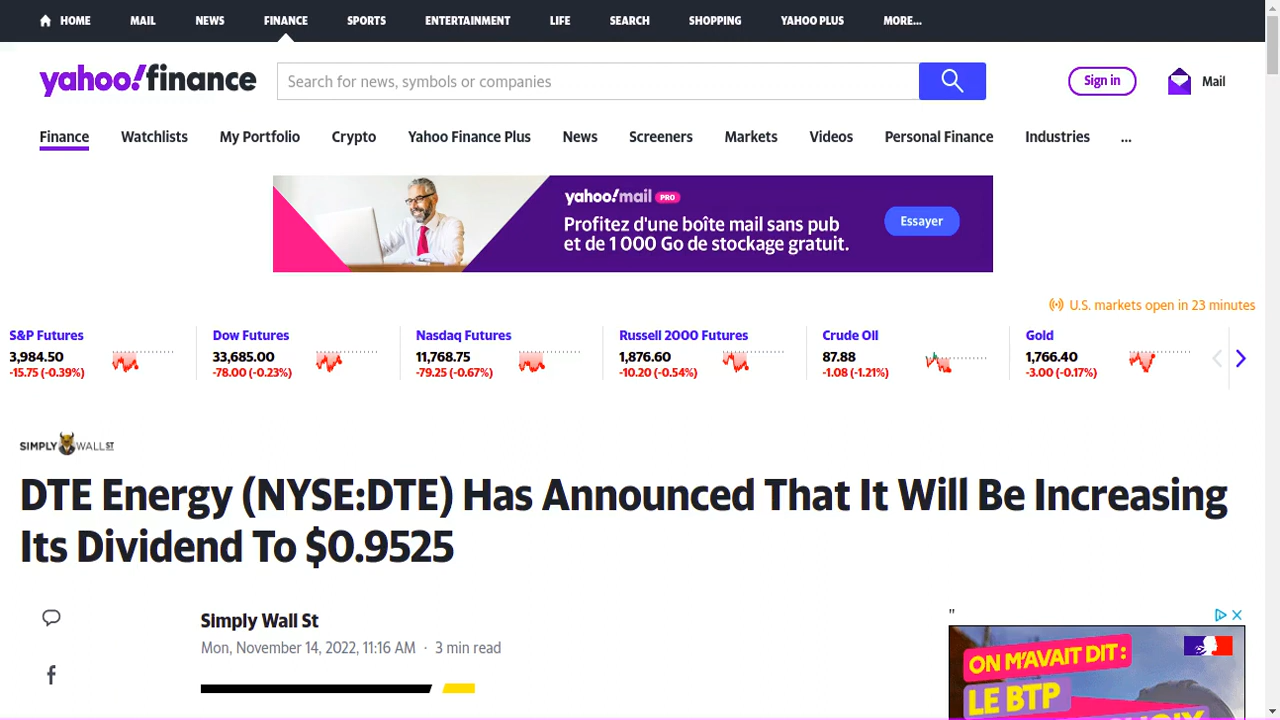 HOME MAIL NEWS FINANCE SPORTS ENTERTAINMENT LIFE SEARCH SHOPPING YAHOO PLUS MORE...
yahoo!finance
Search for news, symbols or companies
Sign in
Mail
Finance Watchlists My Portfolio Crypto Yahoo Finance Plus News Screeners Markets Videos Personal Finance Industries ...
yahoo!mail PRO
Profitez d'une boîte mail sans pub
et de 1 000 Go de stockage gratuit.
Essayer
U.S. markets open in 23 minutes
S&P Futures
3,984.50
-15.75 (-0.39%)
Dow Futures
33,685.00
-78.00 (-0.23%)
Nasdaq Futures
11,768.75
-79.25 (-0.67%)
Russell 2000 Futures
1,876.60
-10.20 (-0.54%)
Crude Oil
87.88
-1.08 (-1.21%)
Gold
1,766.40
-3.00 (-0.17%)
SIMPLY WALL ST
DTE Energy (NYSE:DTE) Has Announced That It Will Be Increasing
Its Dividend To $0.9525
Simply Wall St
Mon, November 14, 2022, 11:16 AM · 3 min read
"
ON M'AVAIT DIT :
LE BTP